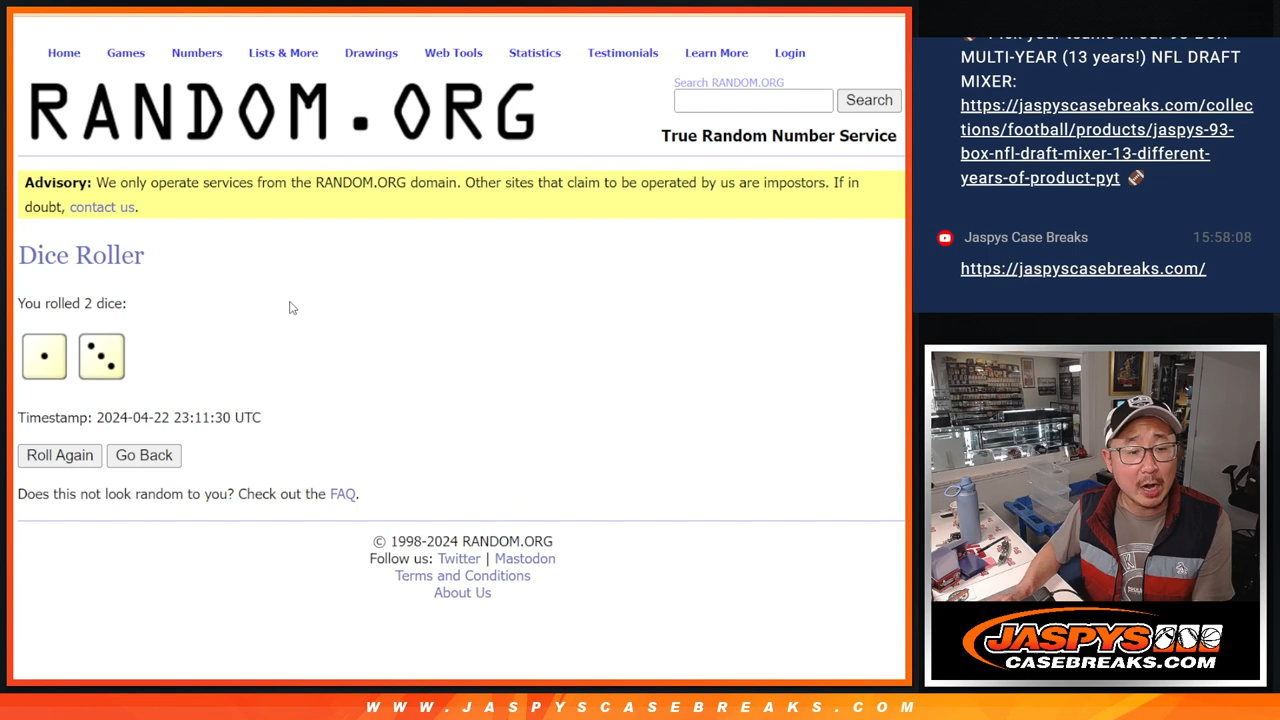 Home Games Numbers Lists & More Drawings Web Tools Statistics Testimonials Learn More Login
RANDOM.ORG
Search RANDOM.ORG
Search
True Random Number Service
Advisory: We only operate services from the RANDOM.ORG domain. Other sites that claim to be operated by us are impostors. If in
doubt, contact us.
Dice Roller
You rolled 2 dice:
Timestamp: 2024-04-22 23:11:30 UTC
Roll Again Go Back
Does this not look random to you? Check out the FAQ.
© 1998-2024 RANDOM.ORG
Follow us: Twitter | Mastodon
Terms and Conditions
About Us
MULTI-YEAR (13 years!) NFL DRAFT
MIXER:
https://jaspyscasebreaks.com/collec
tions/football/products/jaspys-93-
box-nfl-draft-mixer-13-different-
years-of-product-pyt 🏈
Jaspys Case Breaks 15:58:08
https://jaspyscasebreaks.com/
JASPYS
CASEBREAKS.COM
WWW.JASPYSCASEBREAKS.COM